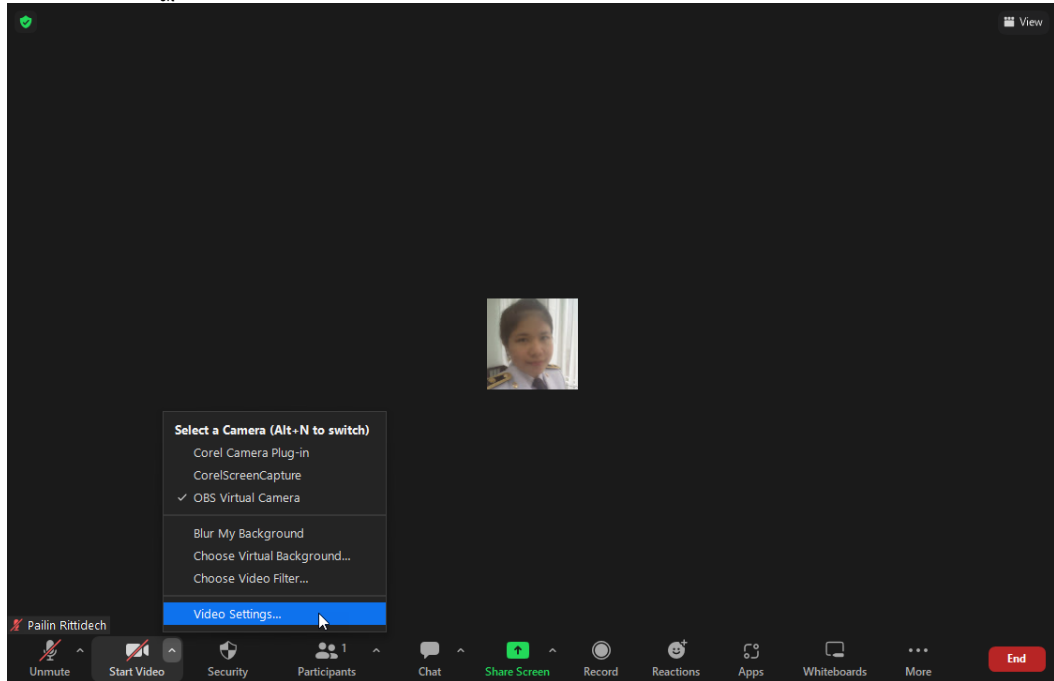 View
Select a Camera (Alt+N to switch)
Corel Camera Plug-in
CorelScreenCapture
✓ OBS Virtual Camera
Blur My Background
Choose Virtual Background...
Choose Video Filter...
Video Settings...
Pailin Rittidech
Unmute
Start Video
Security
1
Participants
Chat
Share Screen
Record
Reactions
Apps
Whiteboards
More
End